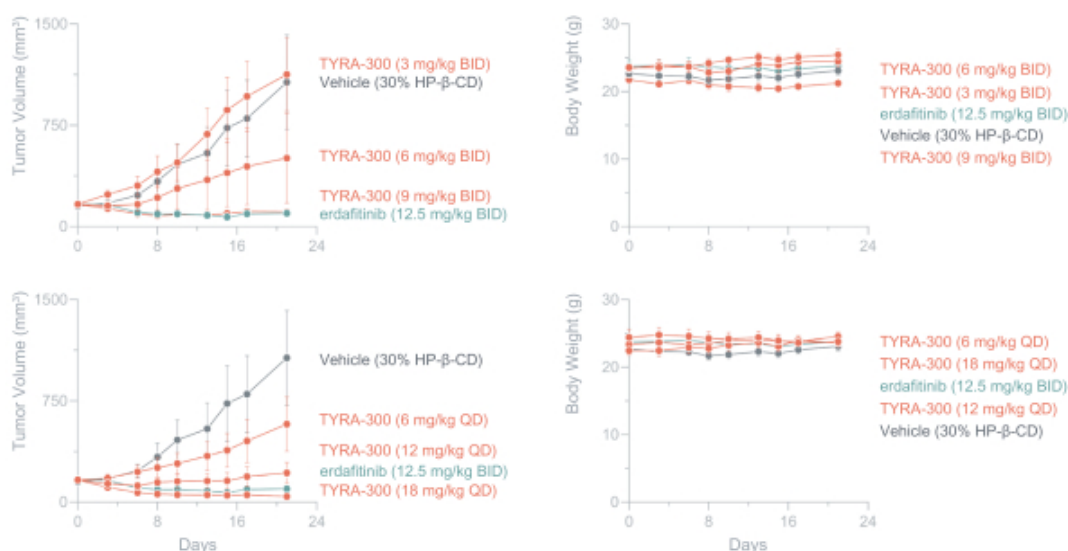 Tumor Volume (mm³)
1500
750
0
0
8
16
24
TYRA-300 (3 mg/kg BID)
Vehicle (30% HP-β-CD)
TYRA-300 (6 mg/kg BID)
TYRA-300 (9 mg/kg BID)
erdafitinib (12.5 mg/kg BID)
Body Weight (g)
30
20
10
0
0
8
16
24
TYRA-300 (6 mg/kg BID)
TYRA-300 (3 mg/kg BID)
erdafitinib (12.5 mg/kg BID)
Vehicle (30% HP-β-CD)
TYRA-300 (9 mg/kg BID)
Tumor Volume (mm³)
1500
750
0
0
8
16
24
Days
Vehicle (30% HP-β-CD)
TYRA-300 (6 mg/kg QD)
TYRA-300 (12 mg/kg QD)
erdafitinib (12.5 mg/kg BID)
TYRA-300 (18 mg/kg QD)
Body Weight (g)
30
20
10
0
0
8
16
24
Days
TYRA-300 (6 mg/kg QD)
TYRA-300 (18 mg/kg QD)
erdafitinib (12.5 mg/kg BID)
TYRA-300 (12 mg/kg QD)
Vehicle (30% HP-β-CD)